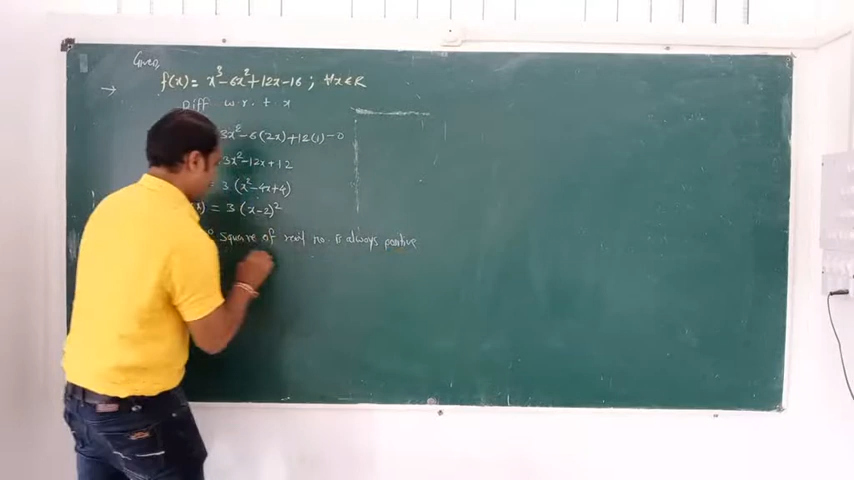 Given,
→ f(x) = x³-6x²+12x-16 ; ∀x∈R
Diff w.r.t x
3x²-6(2x)+12(1)-0
3x²-12x+12
= 3(x²-4x+4)
= 3(x-2)²
square of real no. is always positive